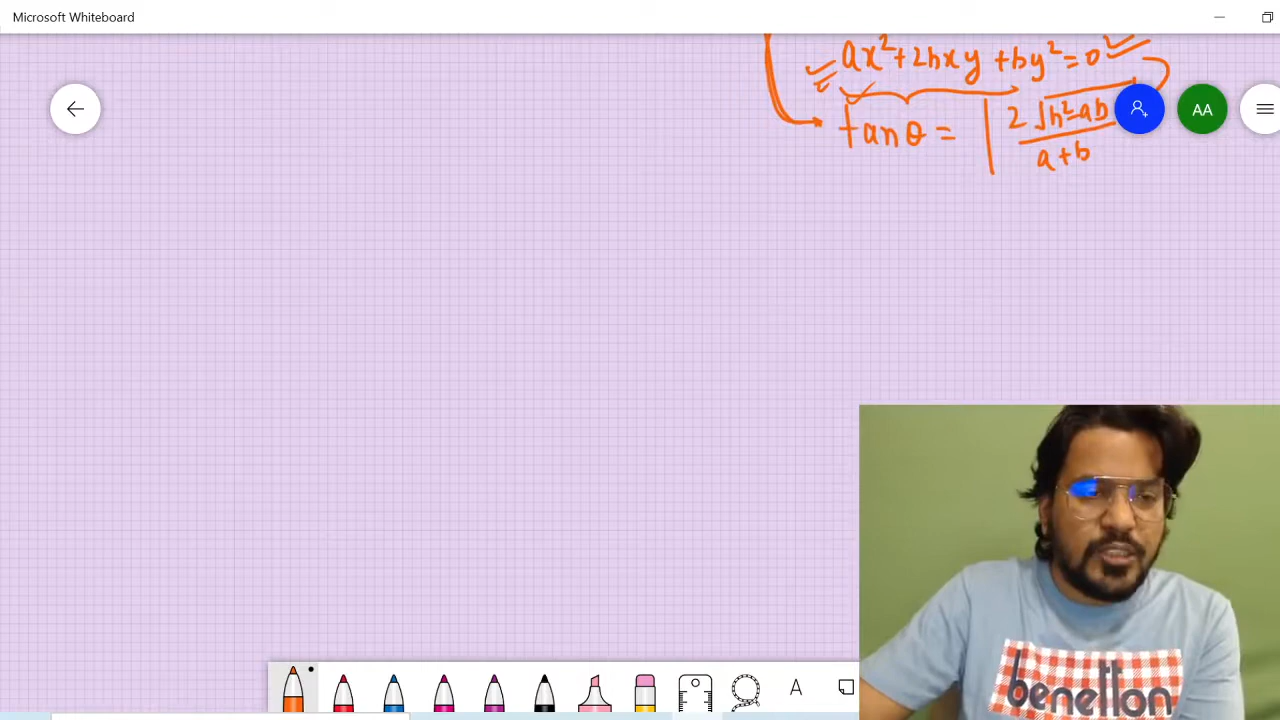 Microsoft Whiteboard
ax²+2hxy+by²=0
tanθ = | 2√h²-ab
a+b
AA
A
benetton